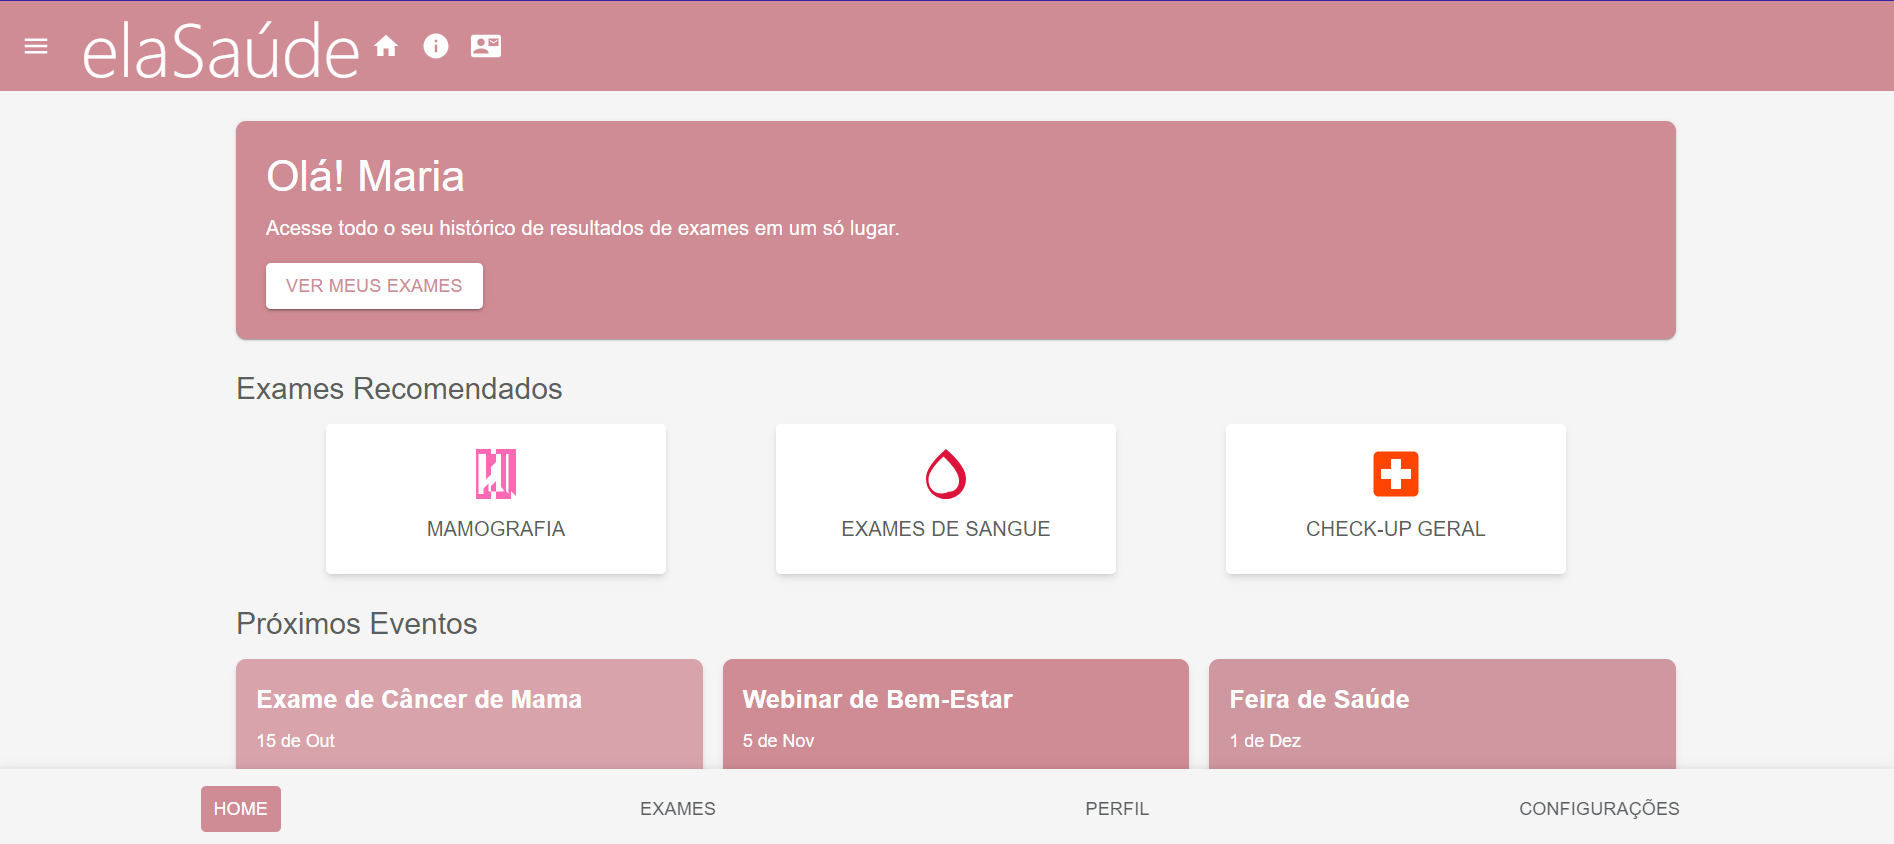 elaSaúde
Olá! Maria
Acesse todo o seu histórico de resultados de exames em um só lugar.
VER MEUS EXAMES
Exames Recomendados
MAMOGRAFIA
EXAMES DE SANGUE
CHECK-UP GERAL
Próximos Eventos
Exame de Câncer de Mama
15 de Out
Webinar de Bem-Estar
5 de Nov
Feira de Saúde
1 de Dez
HOME
EXAMES
PERFIL
CONFIGURAÇÕES